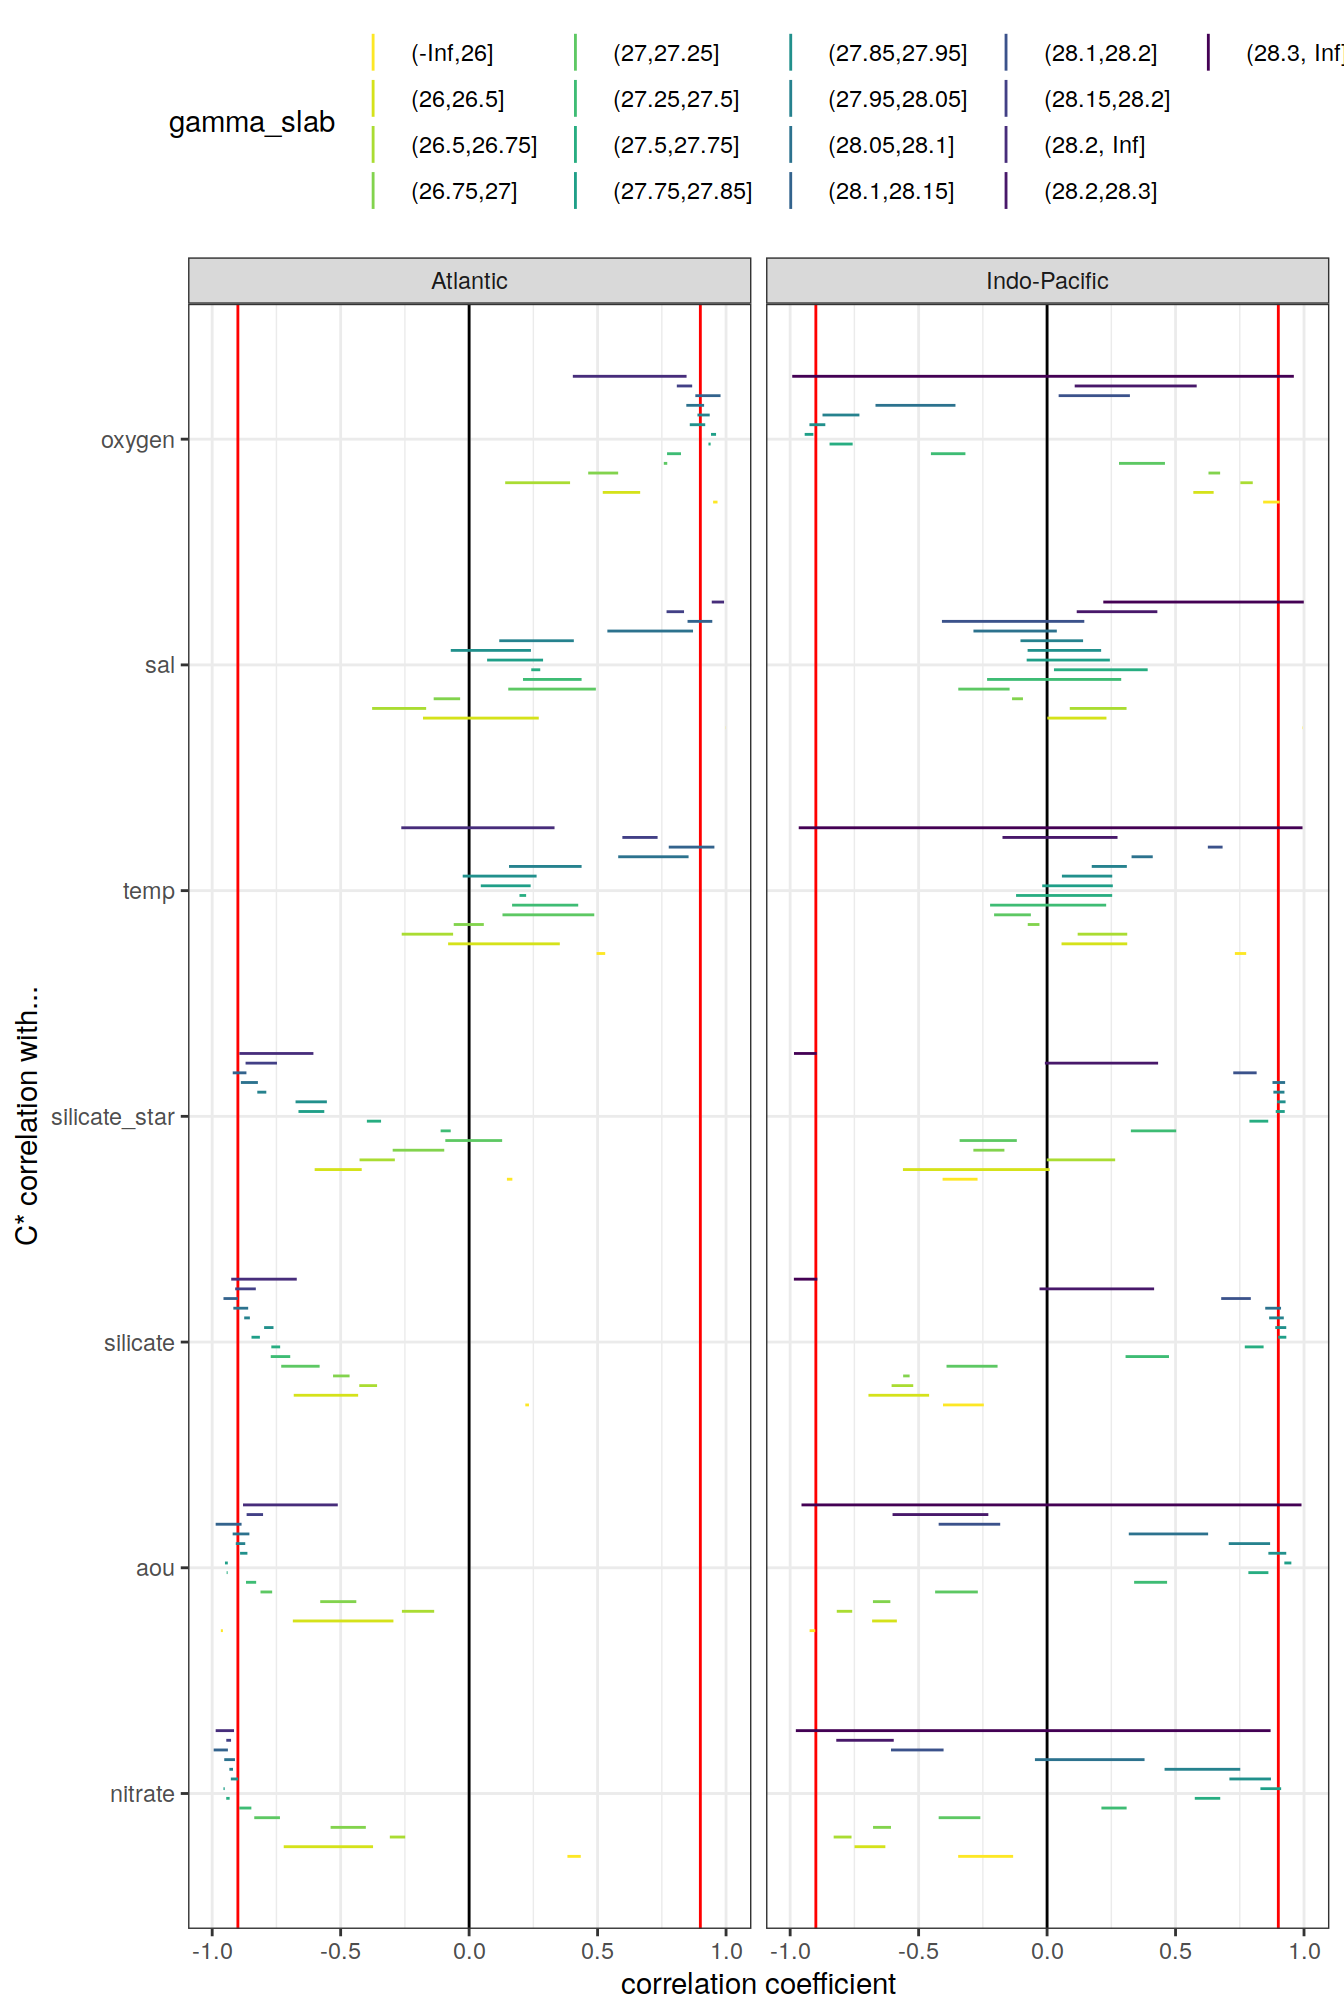 gamma_slab
(-Inf,26] (27,27.25] (27.85,27.95] (28.1,28.2] (28.3, Inf]
(26,26.5] (27.25,27.5] (27.95,28.05] (28.15,28.2]
(26.5,26.75] (27.5,27.75] (28.05,28.1] (28.2, Inf]
(26.75,27] (27.75,27.85] (28.1,28.15] (28.2,28.3]
Atlantic Indo-Pacific
C* correlation with...
oxygen
sal
temp
silicate_star
silicate
aou
nitrate
-1.0 -0.5 0.0 0.5 1.0 -1.0 -0.5 0.0 0.5 1.0
correlation coefficient